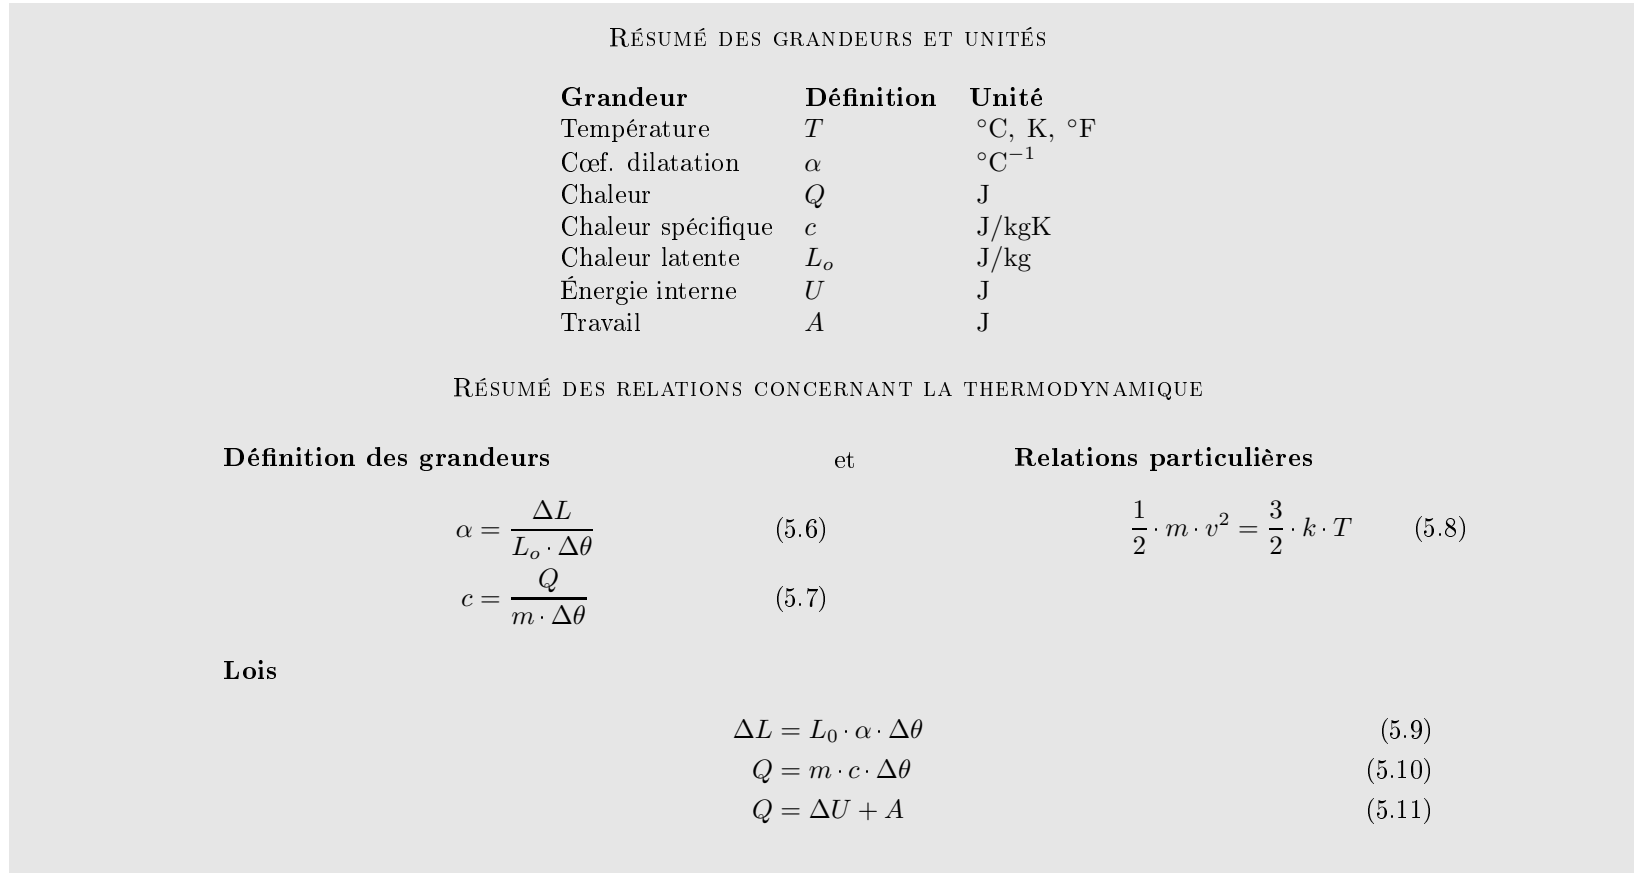 RÉSUMÉ DES GRANDEURS ET UNITÉS
Grandeur Définition Unité
Température T °C, K, °F
Cœf. dilatation α °C⁻¹
Chaleur Q J
Chaleur spécifique c J/kgK
Chaleur latente Lₒ J/kg
Énergie interne U J
Travail A J
RÉSUMÉ DES RELATIONS CONCERNANT LA THERMODYNAMIQUE
Définition des grandeurs et Relations particulières
α = ΔL / (Lₒ · Δθ) (5.6)
c = Q / (m · Δθ) (5.7)
1/2 · m · v² = 3/2 · k · T (5.8)
Lois
ΔL = L₀ · α · Δθ (5.9)
Q = m · c · Δθ (5.10)
Q = ΔU + A (5.11)